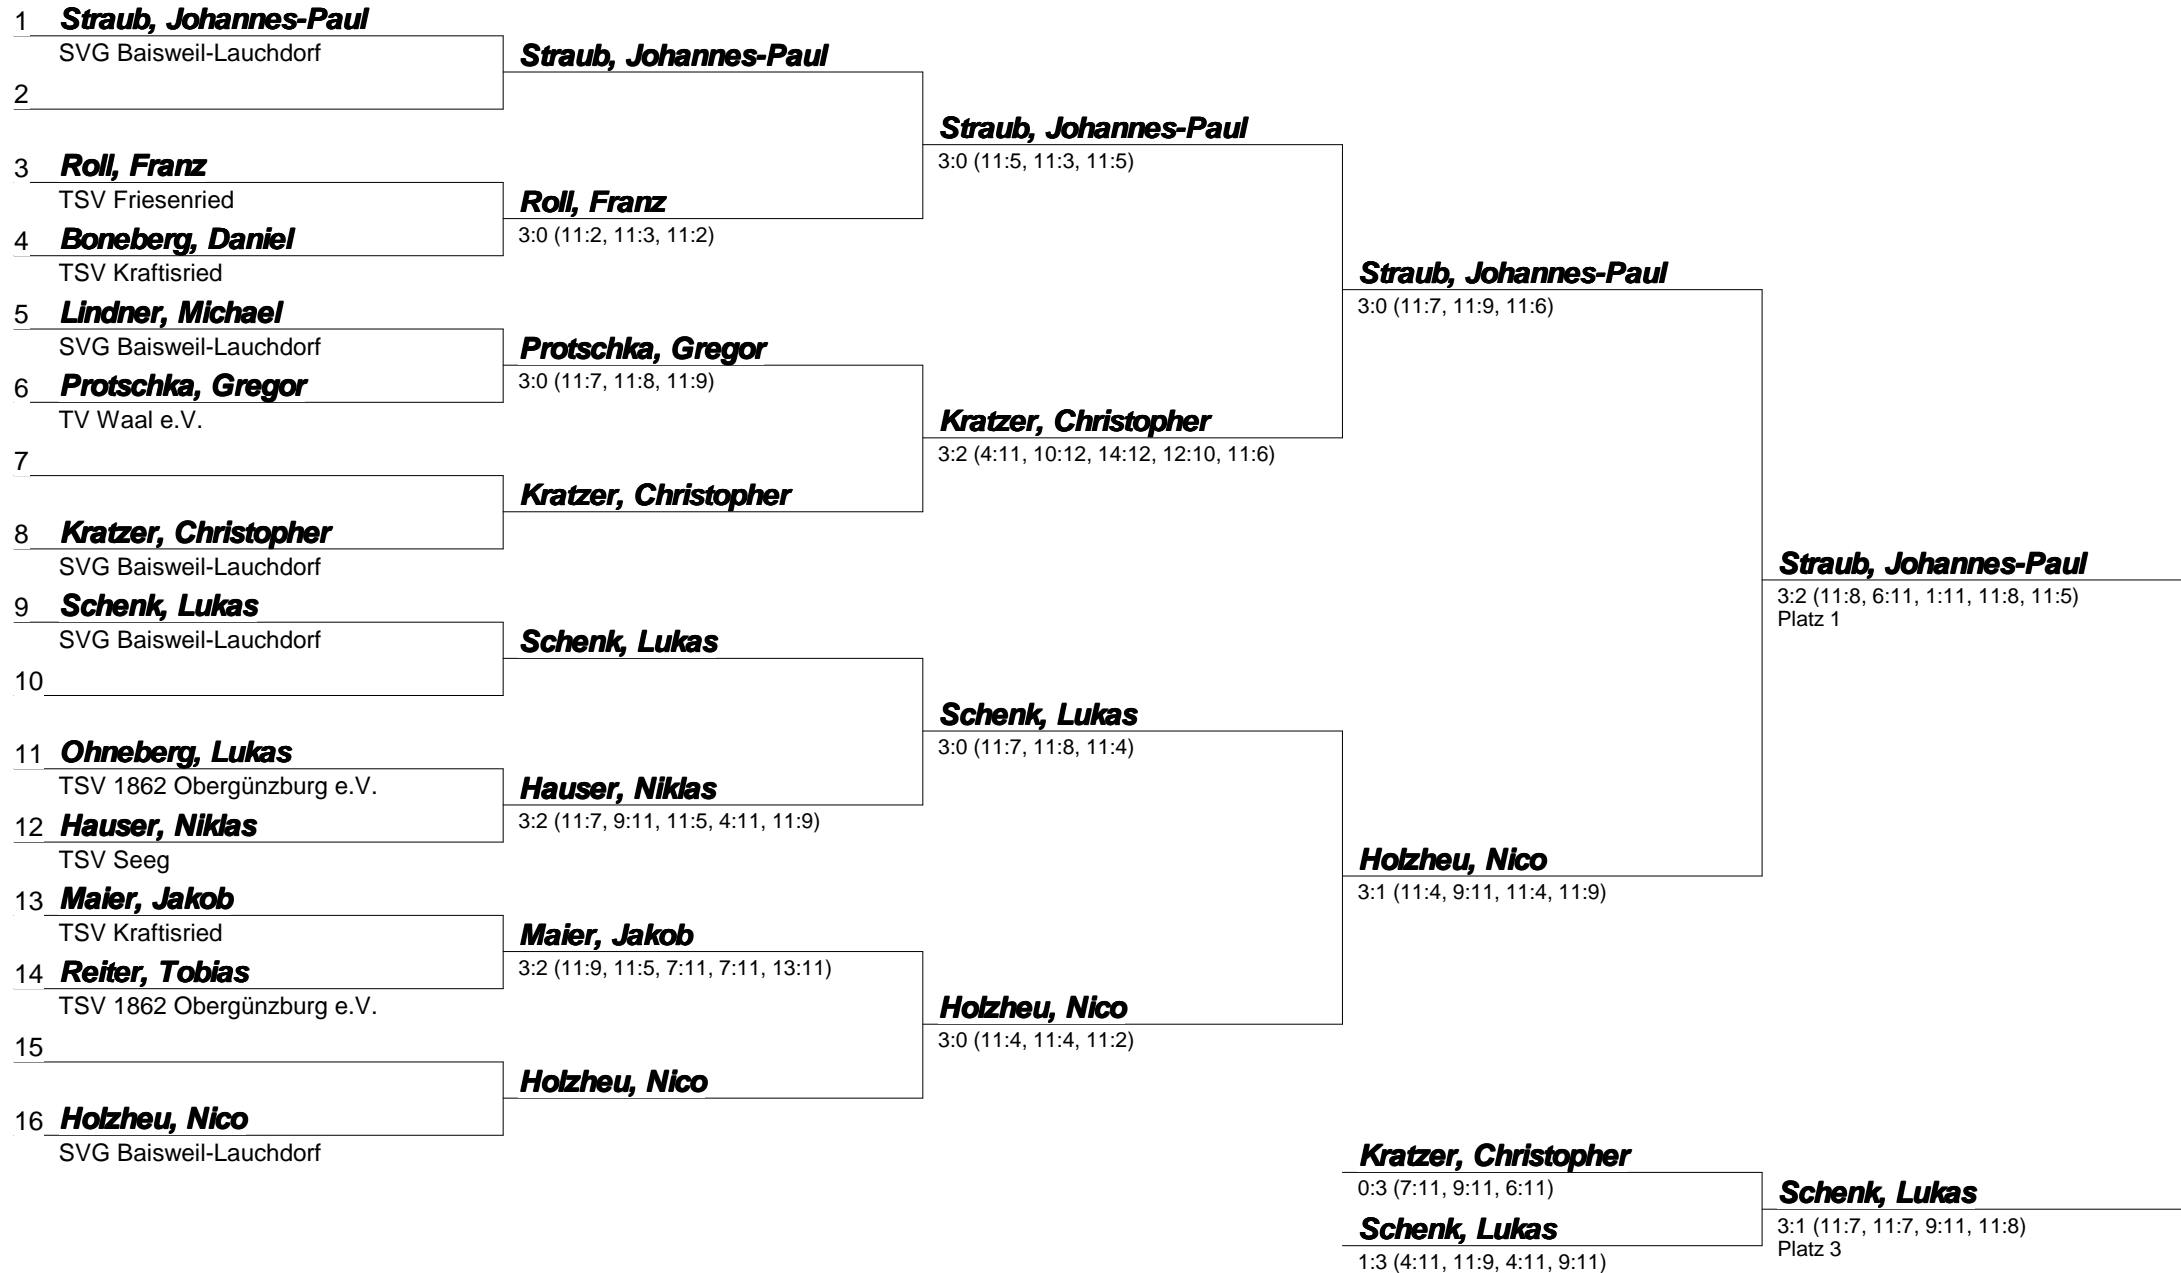 1 Straub, Johannes-Paul
SVG Baisweil-Lauchdorf
2
3 Roll, Franz
TSV Friesenried
4 Boneberg, Daniel
TSV Kraftisried
5 Lindner, Michael
SVG Baisweil-Lauchdorf
6 Protschka, Gregor
TV Waal e.V.
7
8 Kratzer, Christopher
SVG Baisweil-Lauchdorf
9 Schenk, Lukas
SVG Baisweil-Lauchdorf
10
11 Ohneberg, Lukas
TSV 1862 Obergünzburg e.V.
12 Hauser, Niklas
TSV Seeg
13 Maier, Jakob
TSV Kraftisried
14 Reiter, Tobias
TSV 1862 Obergünzburg e.V.
15
16 Holzheu, Nico
SVG Baisweil-Lauchdorf
Straub, Johannes-Paul
Roll, Franz
3:0 (11:2, 11:3, 11:2)
Protschka, Gregor
3:0 (11:7, 11:8, 11:9)
Kratzer, Christopher
Schenk, Lukas
Hauser, Niklas
3:2 (11:7, 9:11, 11:5, 4:11, 11:9)
Maier, Jakob
3:2 (11:9, 11:5, 7:11, 7:11, 13:11)
Holzheu, Nico
Straub, Johannes-Paul
3:0 (11:5, 11:3, 11:5)
Kratzer, Christopher
3:2 (4:11, 10:12, 14:12, 12:10, 11:6)
Schenk, Lukas
3:0 (11:7, 11:8, 11:4)
Holzheu, Nico
3:0 (11:4, 11:4, 11:2)
Straub, Johannes-Paul
3:0 (11:7, 11:9, 11:6)
Holzheu, Nico
3:1 (11:4, 9:11, 11:4, 11:9)
Straub, Johannes-Paul
3:2 (11:8, 6:11, 1:11, 11:8, 11:5)
Platz 1
Kratzer, Christopher
0:3 (7:11, 9:11, 6:11)
Schenk, Lukas
1:3 (4:11, 11:9, 4:11, 9:11)
Schenk, Lukas
3:1 (11:7, 11:7, 9:11, 11:8)
Platz 3